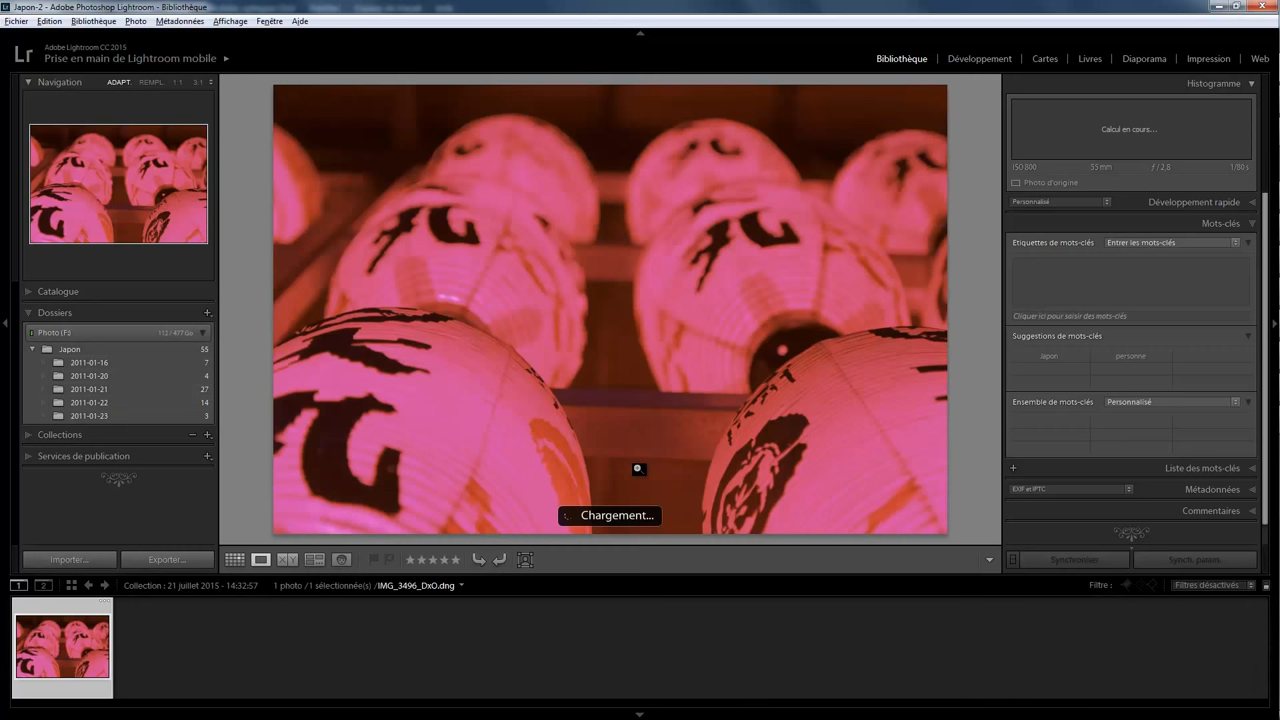 Japon-2 - Adobe Photoshop Lightroom - Bibliothèque
Fichier Edition Bibliothèque Photo Métadonnées Affichage Fenêtre Aide
Lr
Adobe Lightroom CC 2015
Prise en main de Lightroom mobile
Bibliothèque Développement Cartes Livres Diaporama Impression Web
Navigation ADAPT. REMPL. 1:1 3:1
Catalogue
Dossiers
Photo (F:) 112 / 477 Go
Japon 55
2011-01-16 7
2011-01-20 4
2011-01-21 27
2011-01-22 14
2011-01-23 3
Collections
Services de publication
Importer... Exporter...
Chargement...
Histogramme
Calcul en cours...
ISO 800 55 mm ƒ / 2,8 1/80s
Photo d'origine
Personnalisé Développement rapide
Mots-clés
Etiquettes de mots-clés Entrer les mots-clés
Cliquer ici pour saisir des mots-clés
Suggestions de mots-clés
Japon personne
Ensemble de mots-clés Personnalisé
Liste des mots-clés
EXIF et IPTC Métadonnées
Commentaires
Synchroniser Synch. params
XY
1 2 Collection : 21 juillet 2015 - 14:32:57 1 photo /1 sélectionnée(s) /IMG_3496_DxO.dng Filtre : Filtres désactivés